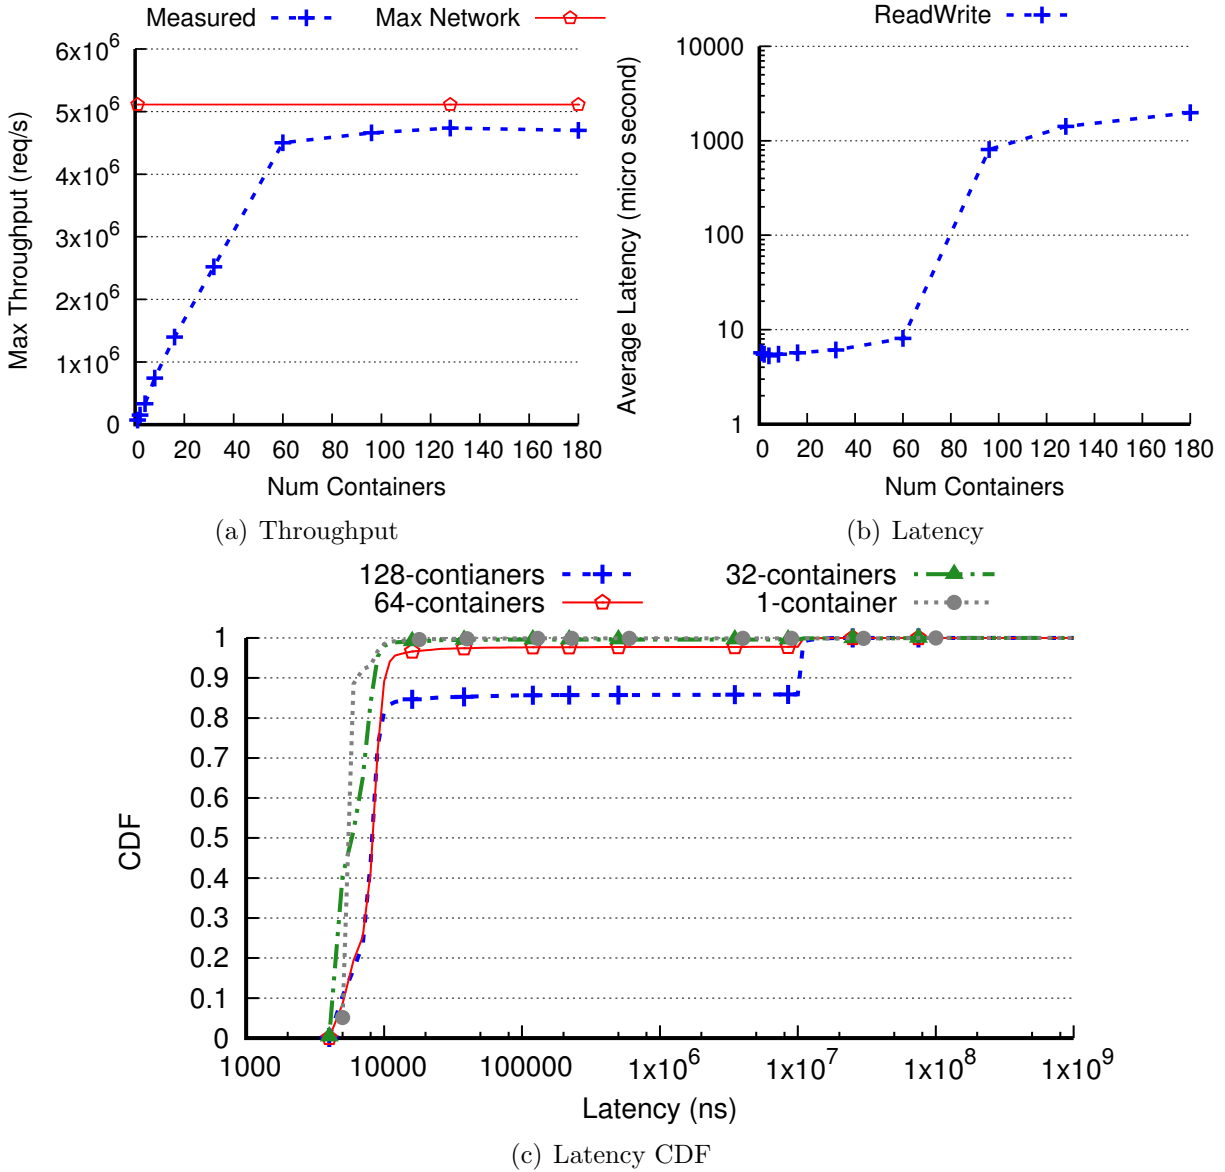 Measured Max Network
6x10^6
5x10^6
4x10^6
3x10^6
2x10^6
1x10^6
0
Max Throughput (req/s)
0 20 40 60 80 100 120 140 160 180
Num Containers
(a) Throughput
ReadWrite
10000
1000
100
10
1
Average Latency (micro second)
0 20 40 60 80 100 120 140 160 180
Num Containers
(b) Latency
128-contianers 32-containers
64-containers 1-container
1
0.9
0.8
0.7
0.6
0.5
0.4
0.3
0.2
0.1
0
CDF
1000 10000 100000 1x10^6 1x10^7 1x10^8 1x10^9
Latency (ns)
(c) Latency CDF